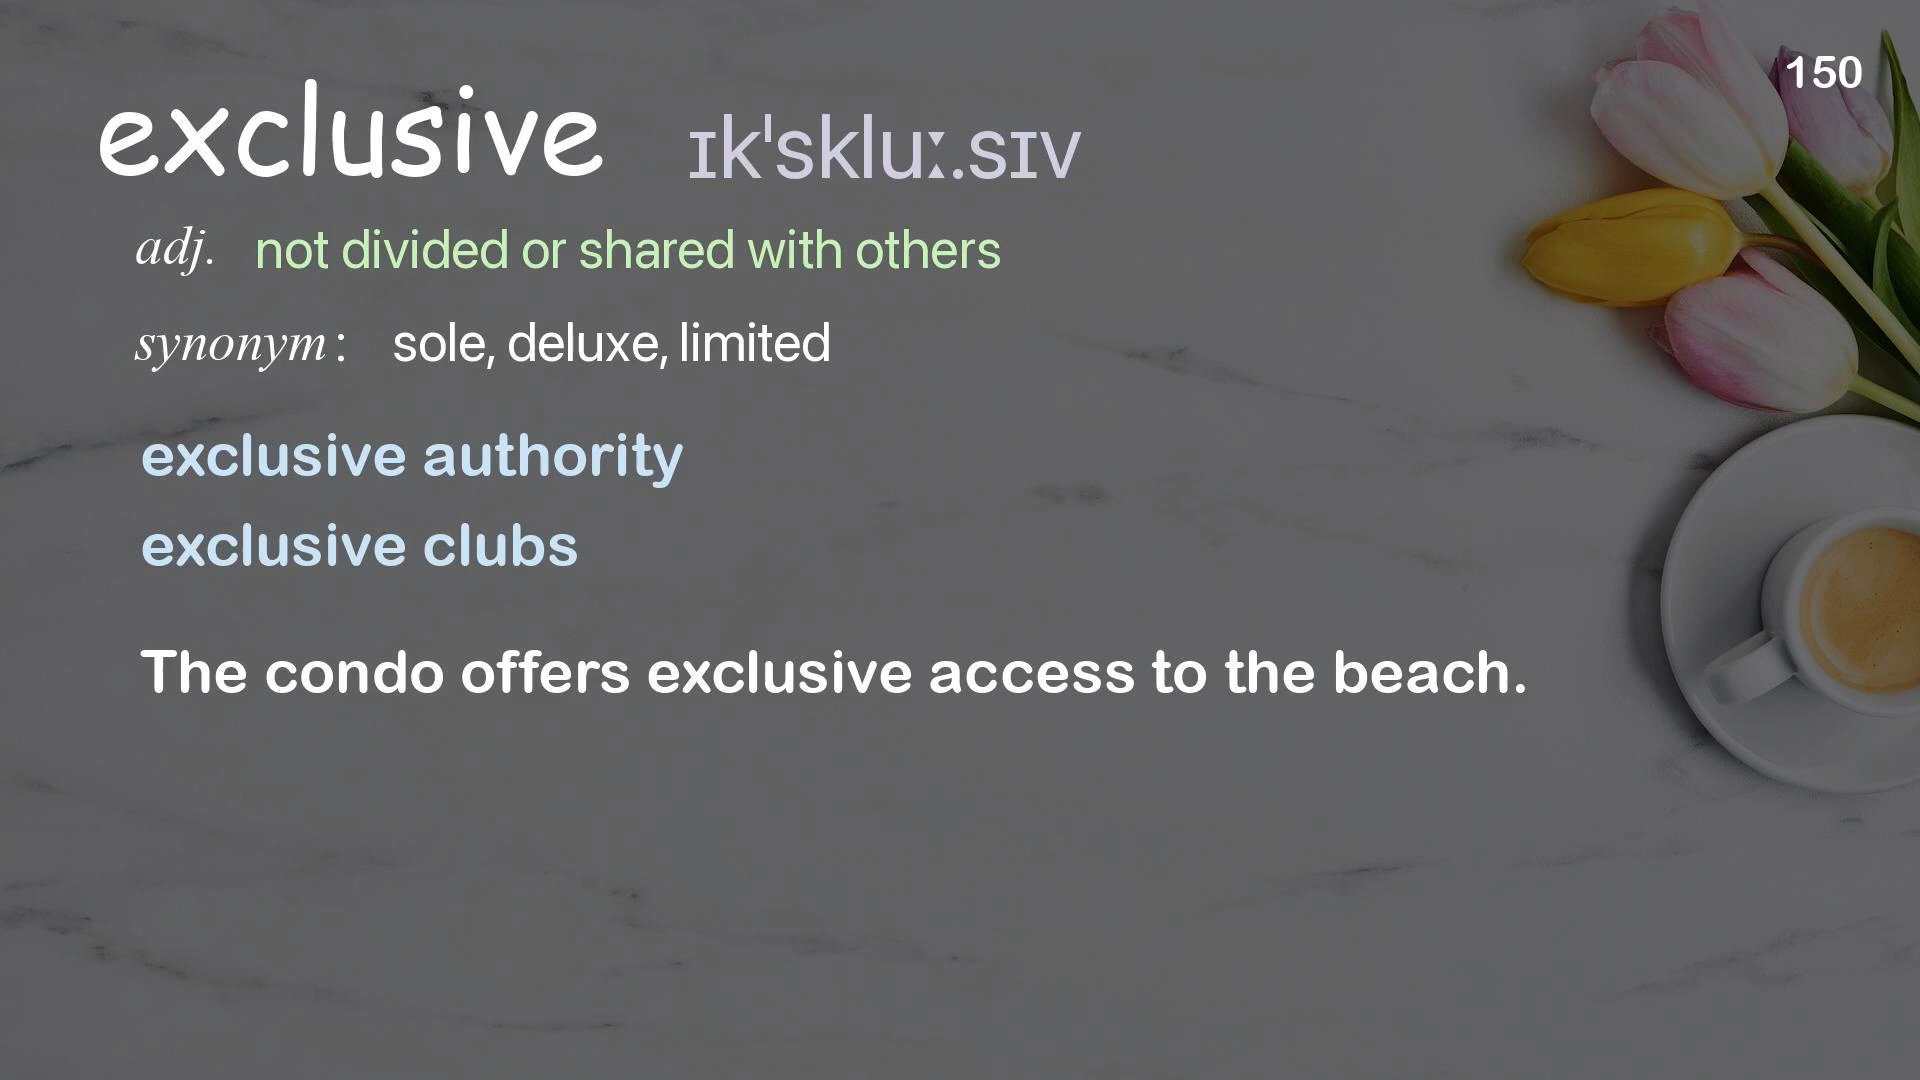 150
exclusive ɪkˈskluː.sɪv
adj. not divided or shared with others
synonym : sole, deluxe, limited
exclusive authority
exclusive clubs
The condo offers exclusive access to the beach.